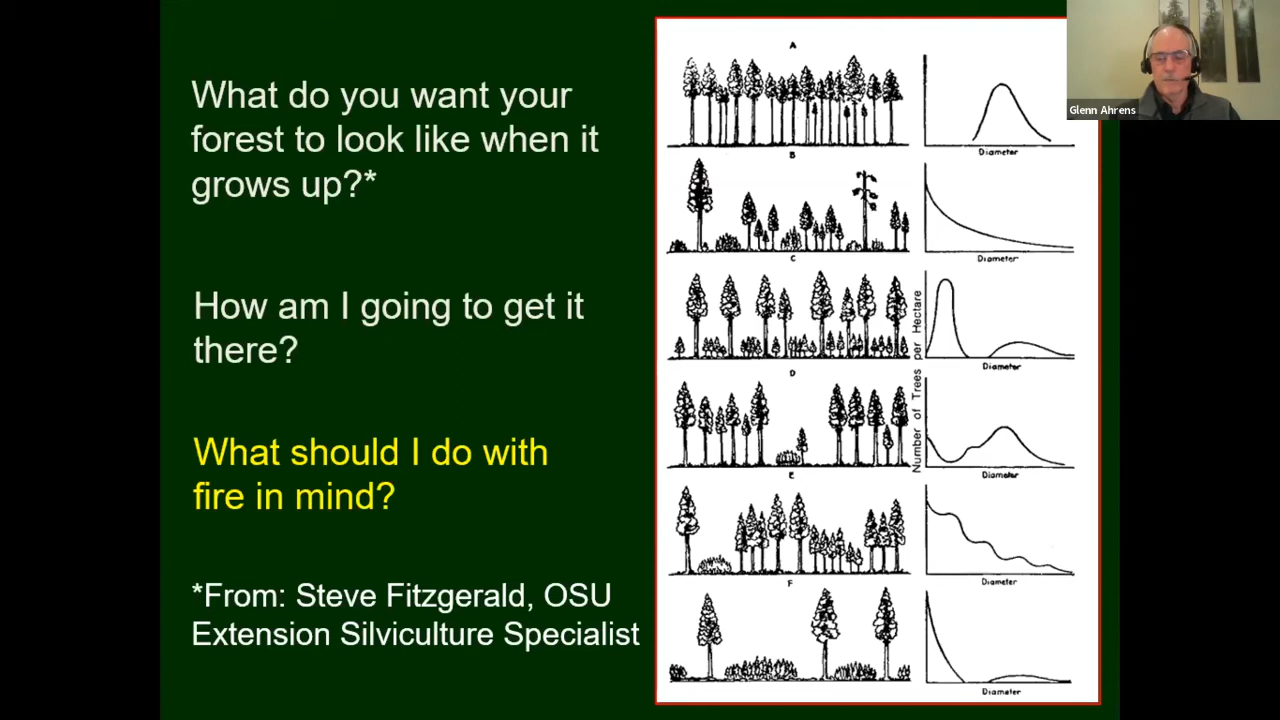 What do you want your
forest to look like when it
grows up?*
How am I going to get it
there?
What should I do with
fire in mind?
*From: Steve Fitzgerald, OSU
Extension Silviculture Specialist
A
Diameter
B
Diameter
C
Diameter
D
Diameter
E
Diameter
F
Diameter
Number of Trees per Hectare
Glenn Ahrens